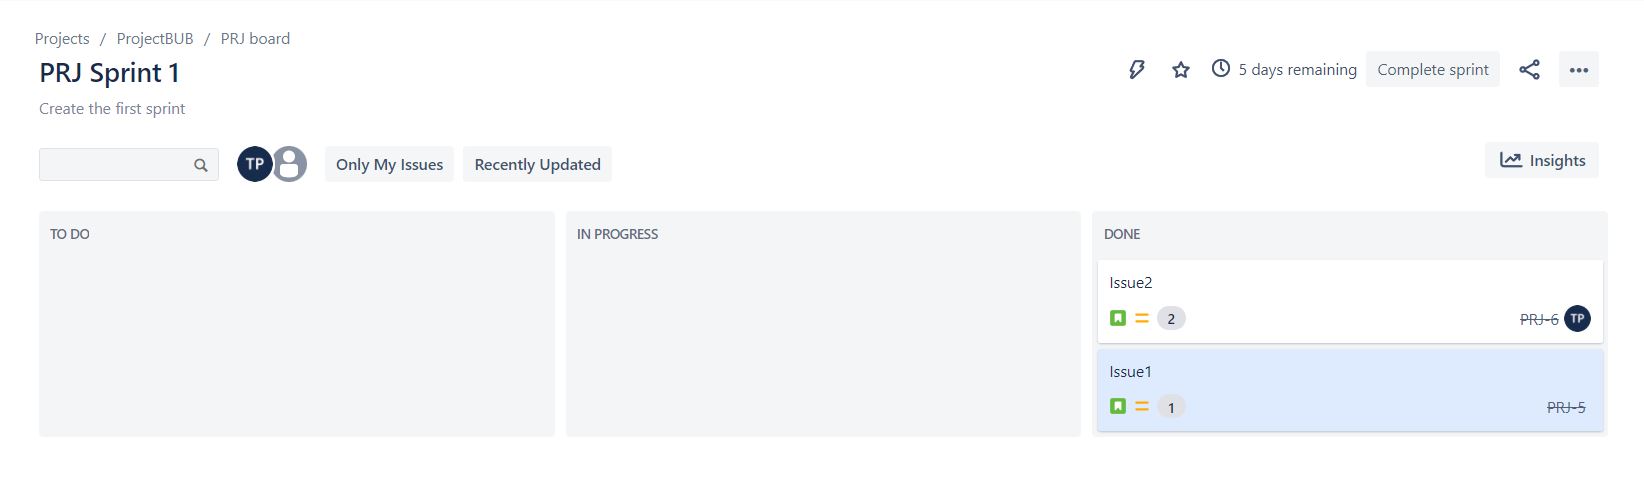 Projects / ProjectBUB / PRJ board
PRJ Sprint 1
5 days remaining Complete sprint
Create the first sprint
TP Only My Issues Recently Updated Insights
TO DO IN PROGRESS DONE
Issue2
2 PRJ-6 TP
Issue1
1 PRJ-5